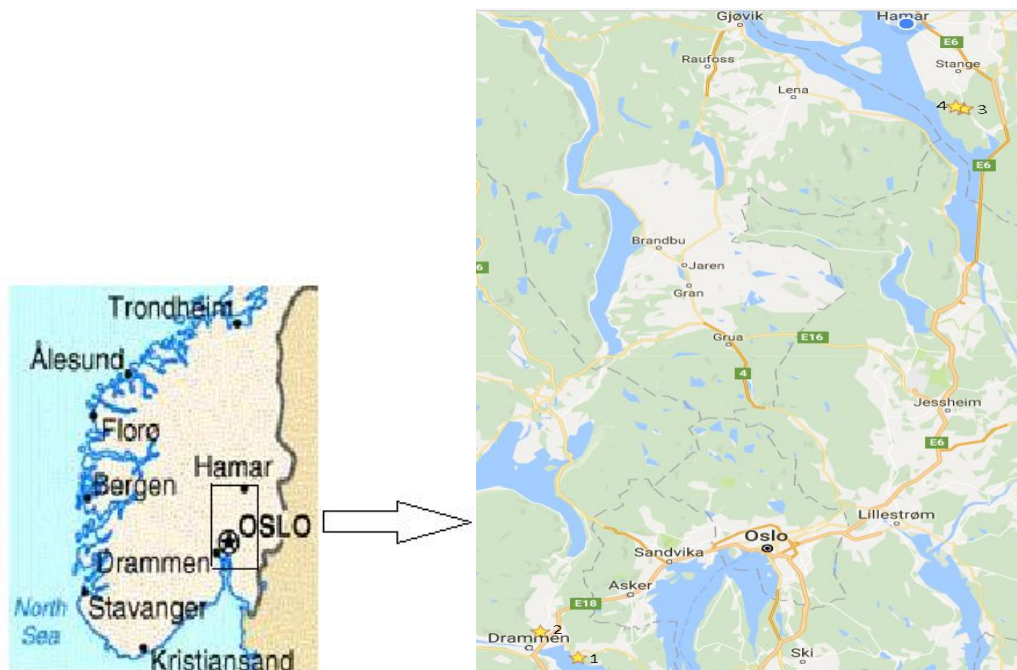 Trondheim
Ålesund
Florø
Hamar
Bergen
OSLO
Drammen
Stavanger
North
Sea
Kristiansand
Gjøvik
Hamar
E6
Raufoss
Stange
Lena
4
3
E6
Brandbu
Jaren
6
Gran
Grua
E16
4
Jessheim
E6
Lillestrøm
Oslo
Sandvika
Asker
E18
2
Drammen
1
Ski